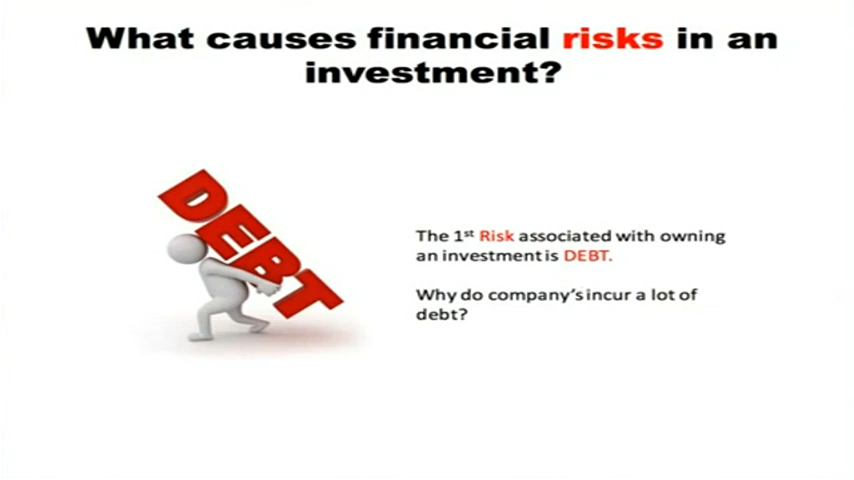 What causes financial risks in an
investment?
DEBT
The 1st Risk associated with owning
an investment is DEBT.
Why do company's incur a lot of
debt?